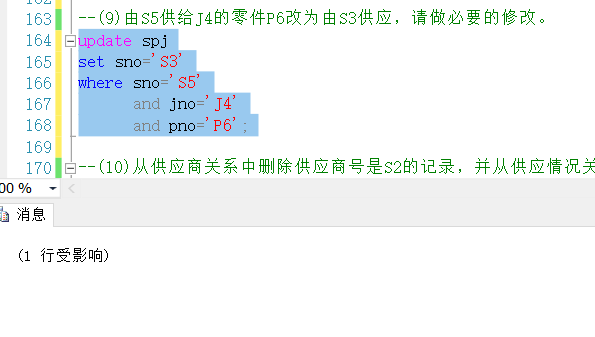 163 --(9)由S5供给J4的零件P6改为由S3供应，请做必要的修改。
164 update spj
165 set sno='S3'
166 where sno='S5'
167 and jno='J4'
168 and pno='P6';
169
170 --(10)从供应商关系中删除供应商号是S2的记录，并从供应情况关
00 %
消息
(1 行受影响)